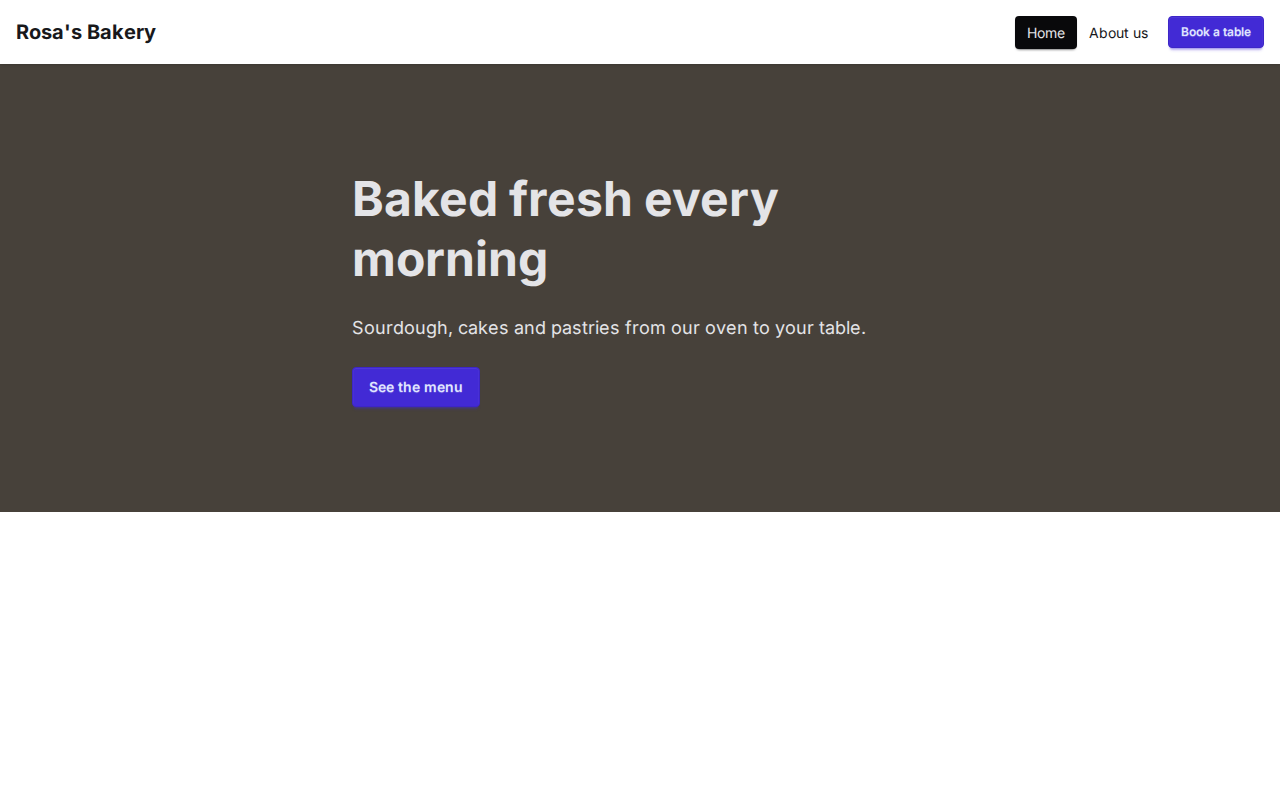 Rosa's Bakery
Home
About us
Book a table
Baked fresh every
morning
Sourdough, cakes and pastries from our oven to your table.
See the menu